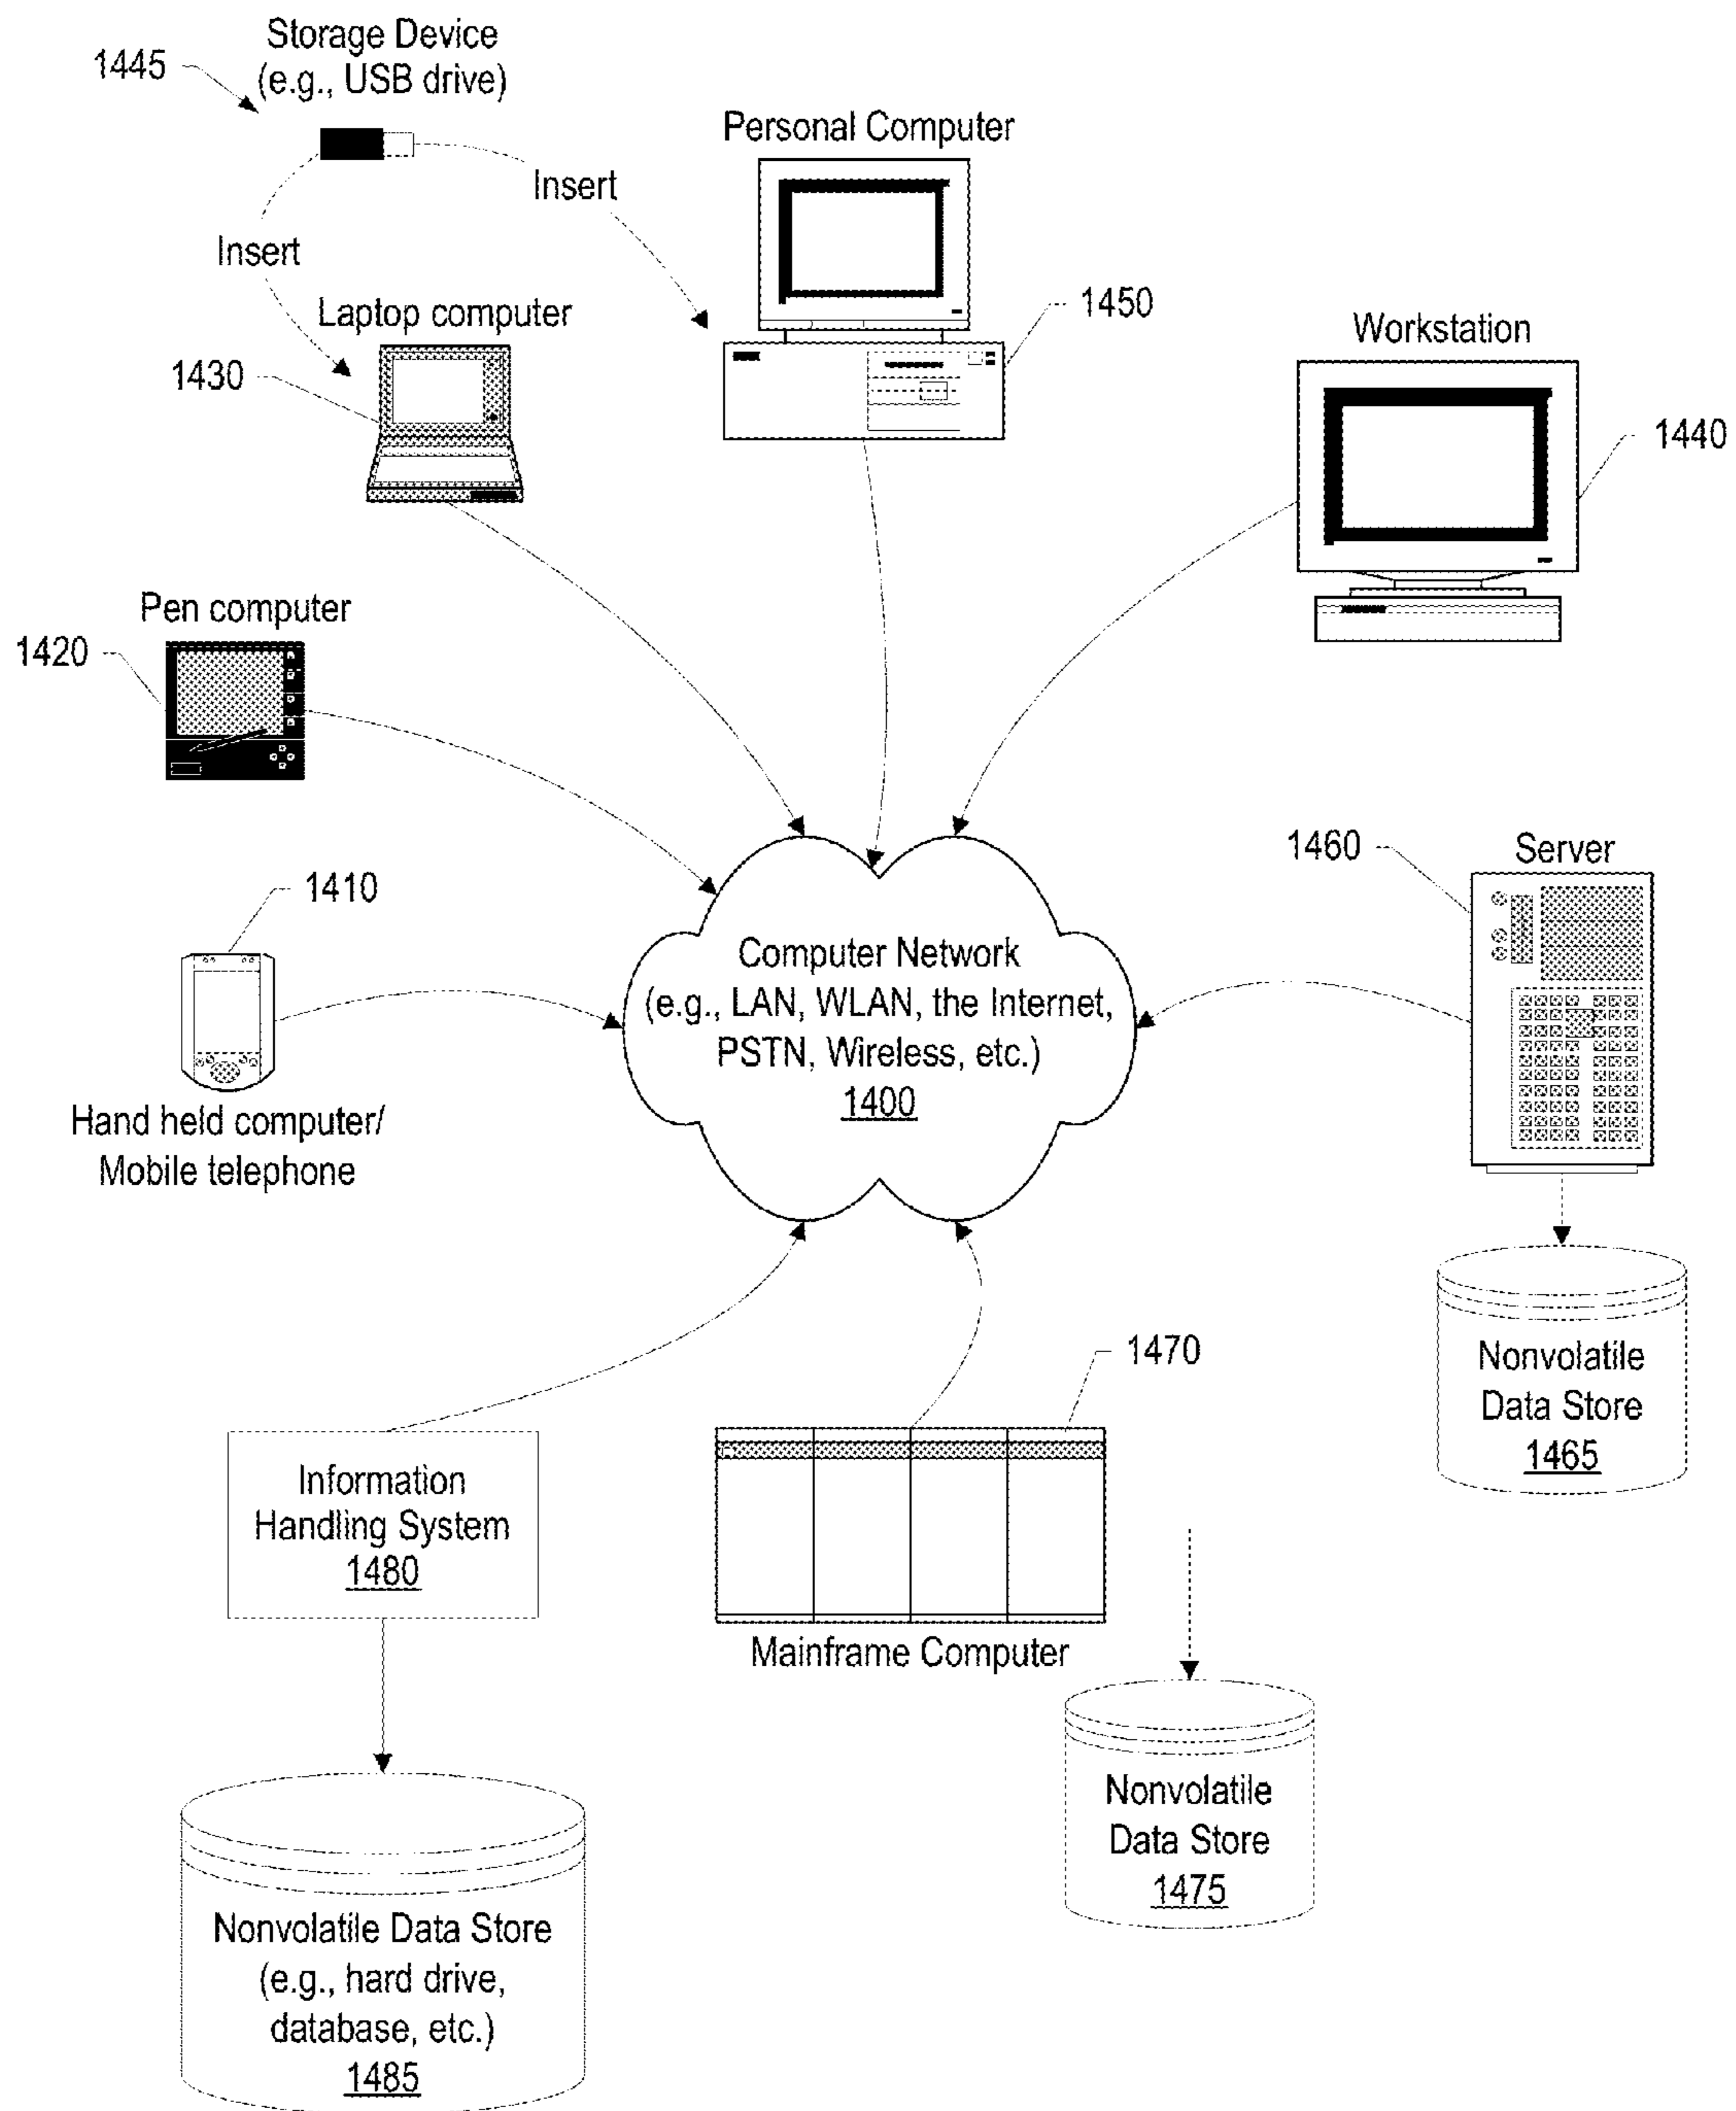 Storage Device
(e.g., USB drive)
1445
Insert
Insert
Personal Computer
1450
Laptop computer
1430
Workstation
1440
Pen computer
1420
1410
Hand held computer/
Mobile telephone
Computer Network
(e.g., LAN, WLAN, the Internet,
PSTN, Wireless, etc.)
1400
1460
Server
Nonvolatile
Data Store
1465
1470
Mainframe Computer
Information
Handling System
1480
Nonvolatile
Data Store
1475
Nonvolatile Data Store
(e.g., hard drive,
database, etc.)
1485